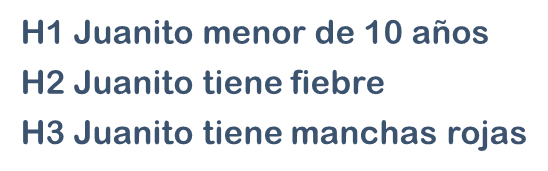 H1 Juanito menor de 10 años
H2 Juanito tiene fiebre
H3 Juanito tiene manchas rojas